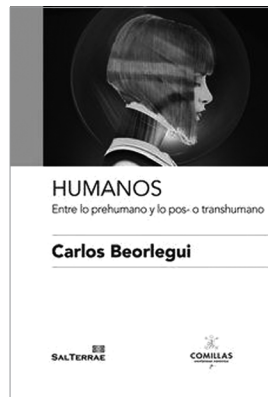 HUMANOS
Entre lo prehumano y lo pos- o transhumano
Carlos Beorlegui
SALTERRAE
COMILLAS